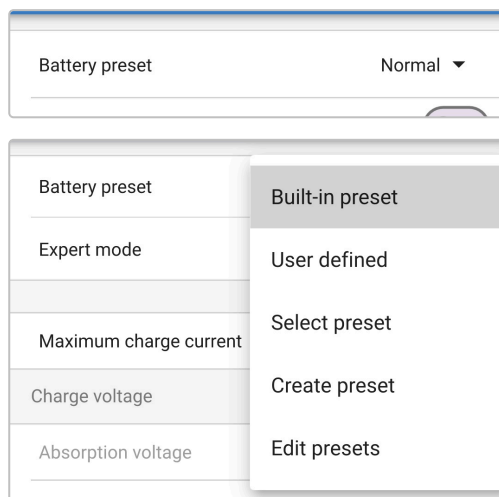 Battery preset Normal
Battery preset
Built-in preset
Expert mode
User defined
Select preset
Maximum charge current
Create preset
Charge voltage
Edit presets
Absorption voltage